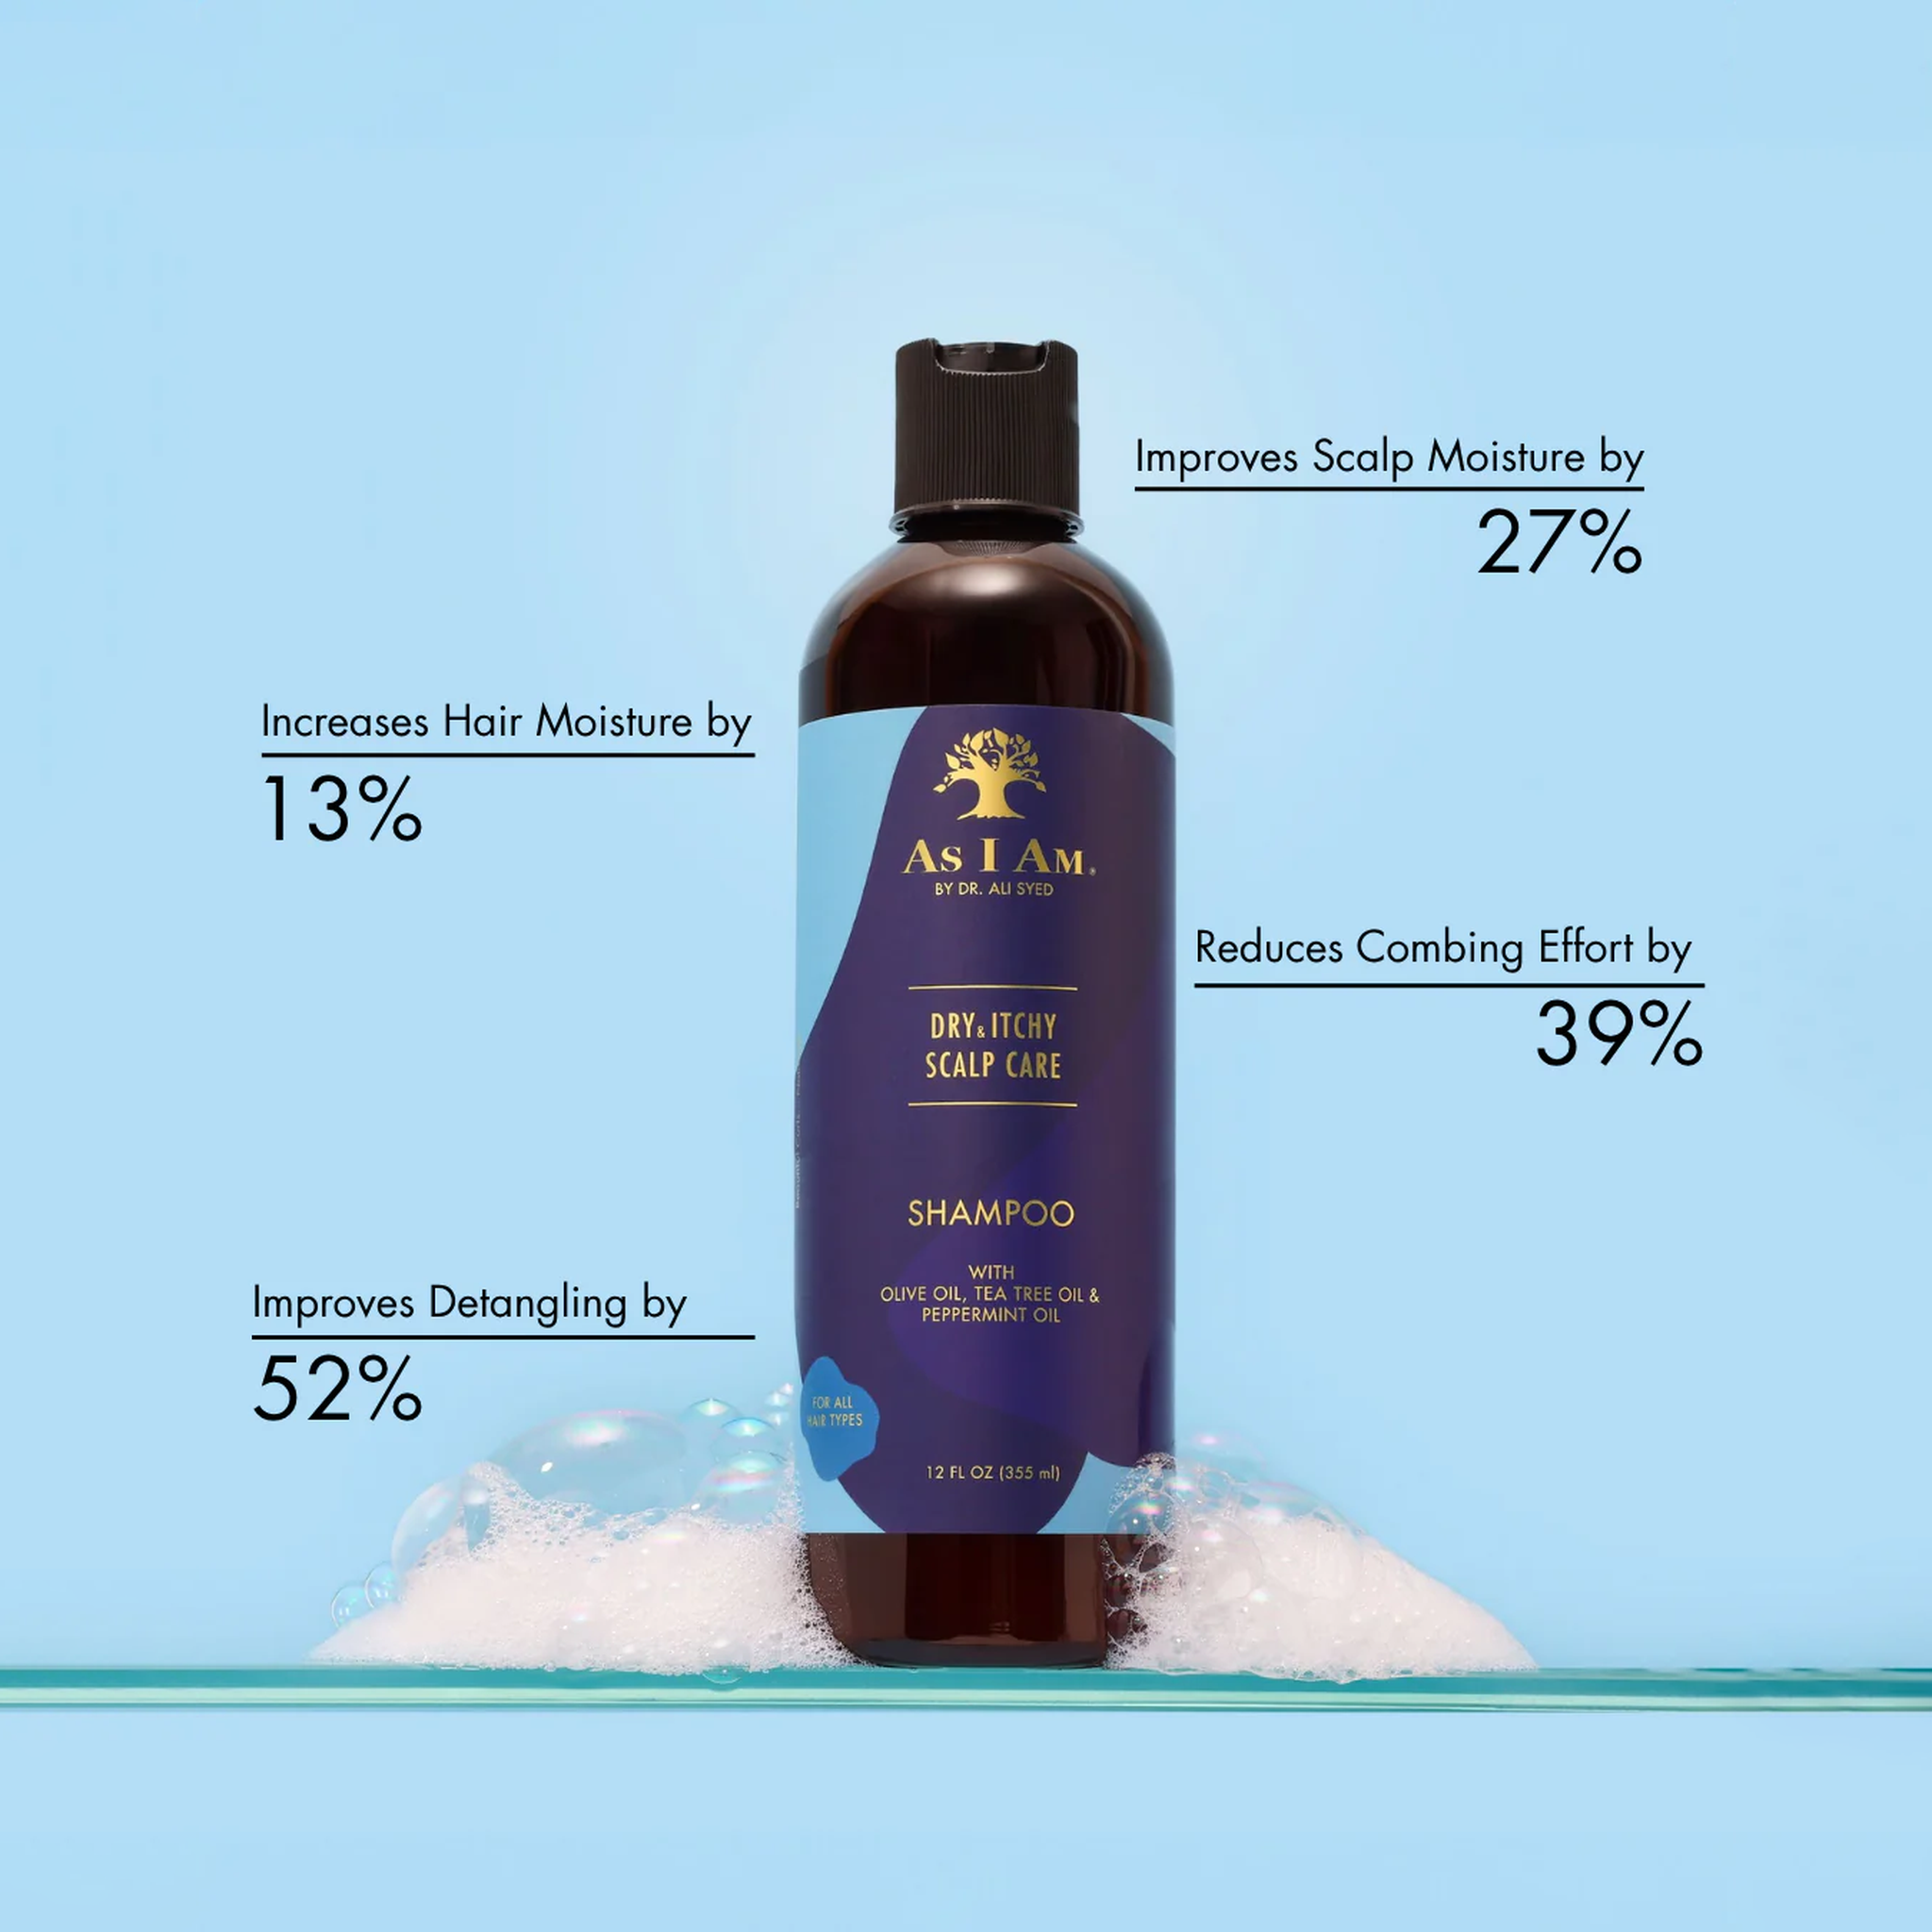 Improves Scalp Moisture by
27%
Increases Hair Moisture by
13%
As I Am®
BY DR. ALI SYED
Reduces Combing Effort by
39%
DRY & ITCHY
SCALP CARE
SHAMPOO
WITH
OLIVE OIL, TEA TREE OIL &
PEPPERMINT OIL
Improves Detangling by
52%
FOR ALL
HAIR TYPES
12 FL OZ (355 ml)